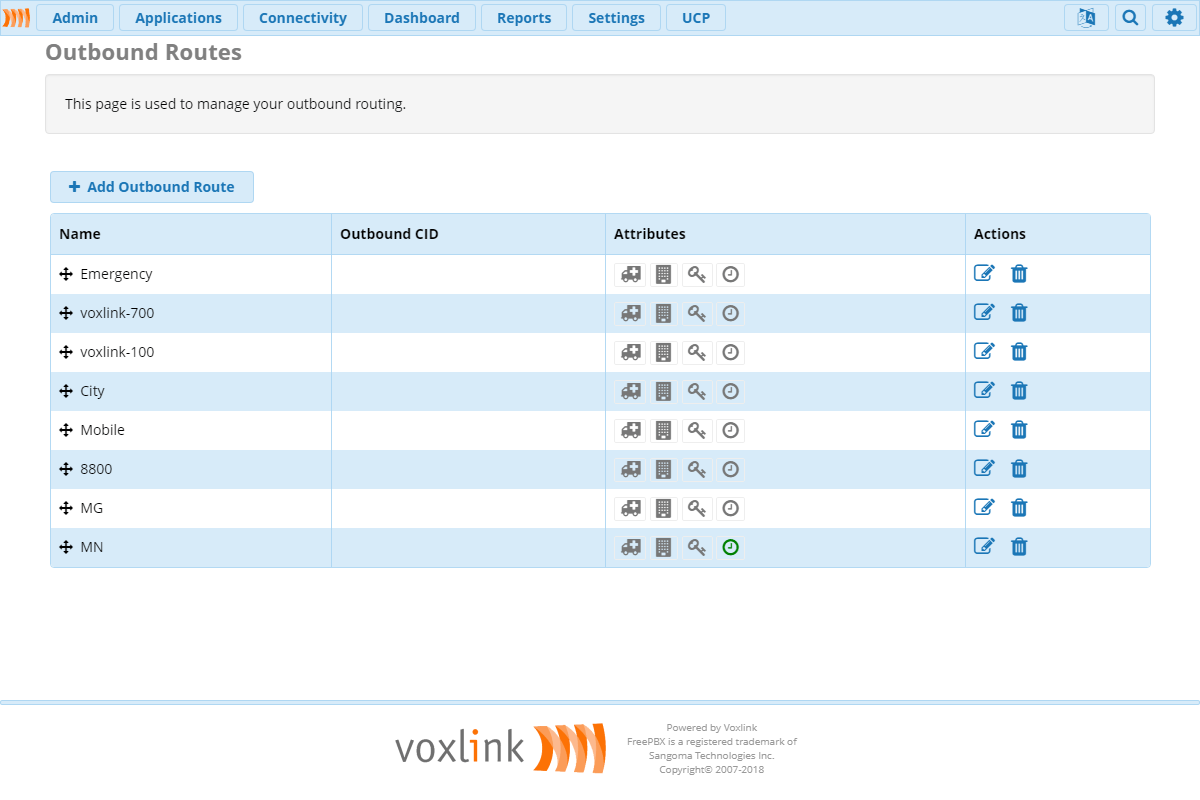 Admin Applications Connectivity Dashboard Reports Settings UCP
Outbound Routes
This page is used to manage your outbound routing.
Add Outbound Route
Name Outbound CID Attributes Actions
Emergency
voxlink-700
voxlink-100
City
Mobile
8800
MG
MN
voxlink
Powered by Voxlink
FreePBX is a registered trademark of
Sangoma Technologies Inc.
Copyright© 2007-2018